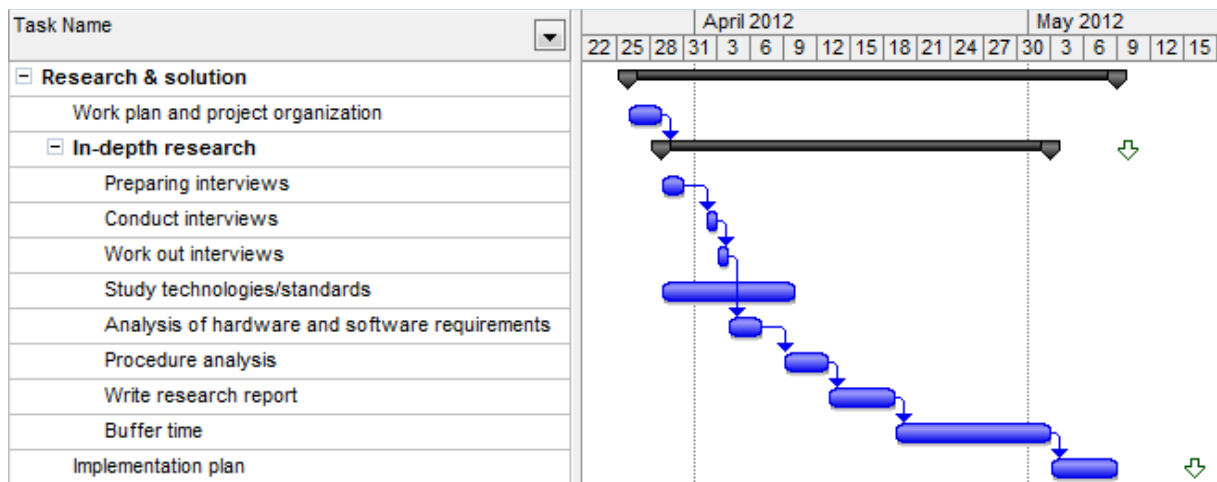 Task Name
April 2012 May 2012
22 25 28 31 3 6 9 12 15 18 21 24 27 30 3 6 9 12 15
Research & solution
Work plan and project organization
In-depth research
Preparing interviews
Conduct interviews
Work out interviews
Study technologies/standards
Analysis of hardware and software requirements
Procedure analysis
Write research report
Buffer time
Implementation plan